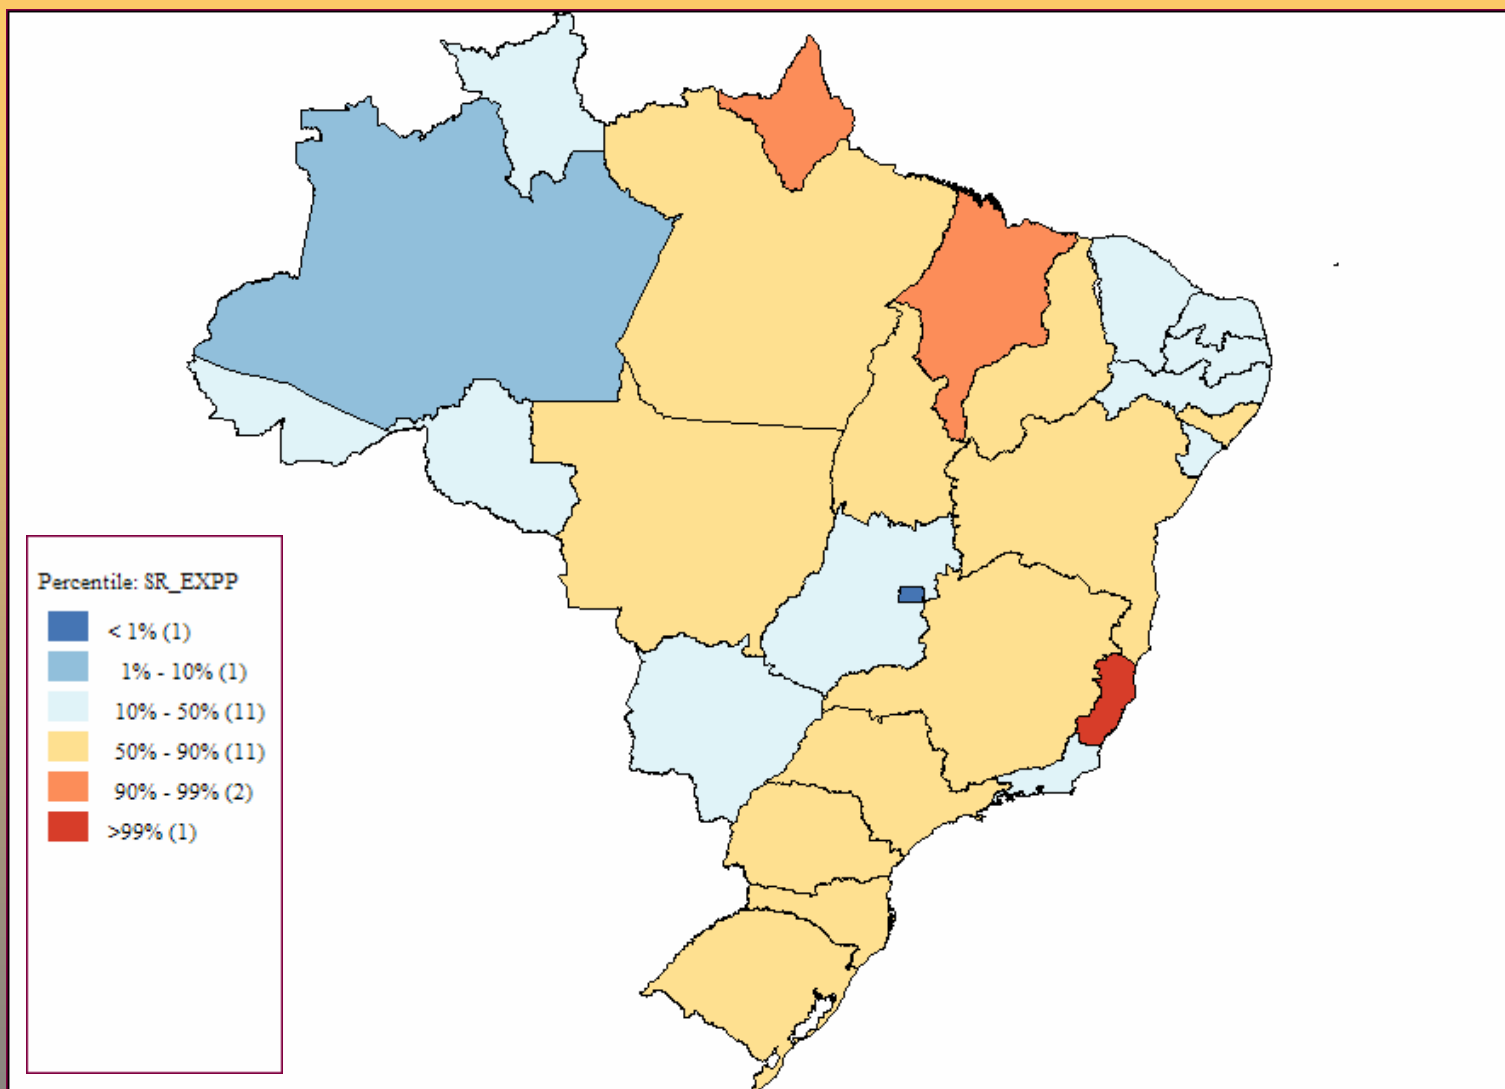 Percentile: SR_EXPP
< 1% (1)
1% - 10% (1)
10% - 50% (11)
50% - 90% (11)
90% - 99% (2)
>99% (1)